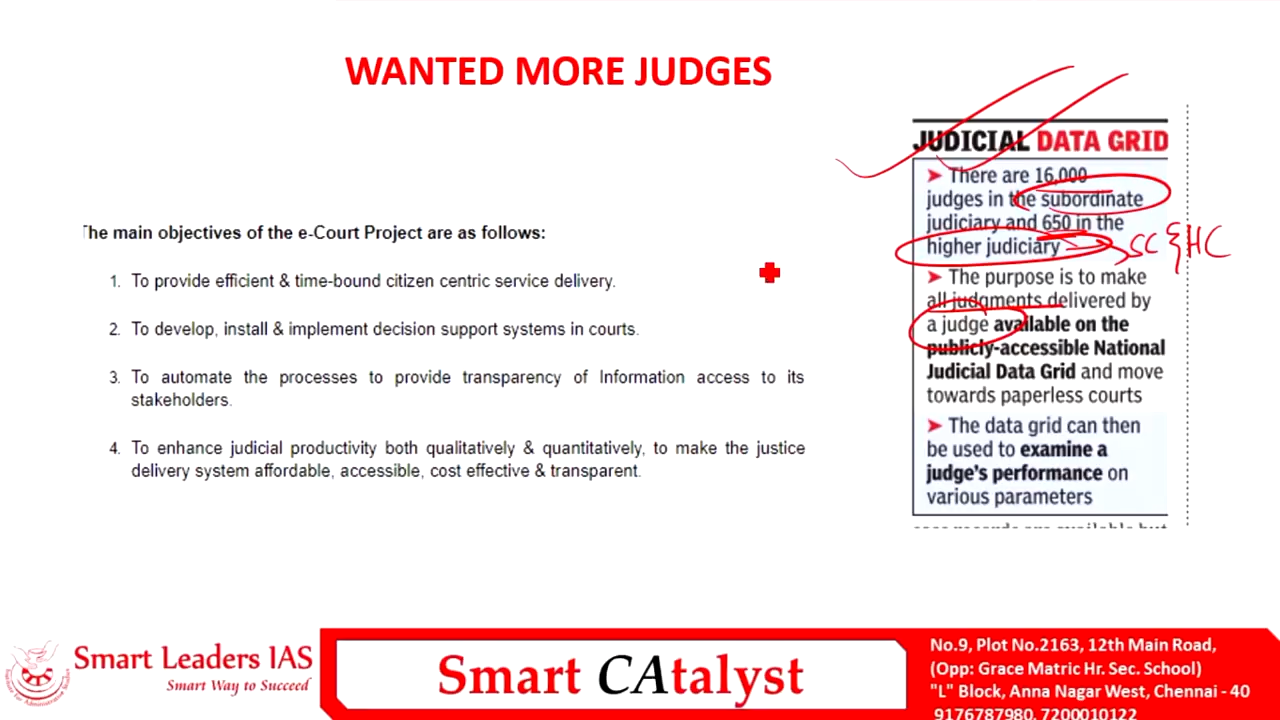 WANTED MORE JUDGES
The main objectives of the e-Court Project are as follows:
1. To provide efficient & time-bound citizen centric service delivery.
2. To develop, install & implement decision support systems in courts.
3. To automate the processes to provide transparency of Information access to its
stakeholders.
4. To enhance judicial productivity both qualitatively & quantitatively, to make the justice
delivery system affordable, accessible, cost effective & transparent.
JUDICIAL DATA GRID
➤ There are 16,000
judges in the subordinate
judiciary and 650 in the
higher judiciary
SC & HC
➤ The purpose is to make
all judgments delivered by
a judge available on the
publicly-accessible National
Judicial Data Grid and move
towards paperless courts
➤ The data grid can then
be used to examine a
judge's performance on
various parameters
Smart Leaders IAS
Smart Way to Succeed
Smart CAtalyst
No.9, Plot No.2163, 12th Main Road,
(Opp: Grace Matric Hr. Sec. School)
"L" Block, Anna Nagar West, Chennai - 40
9176787980, 7200010122